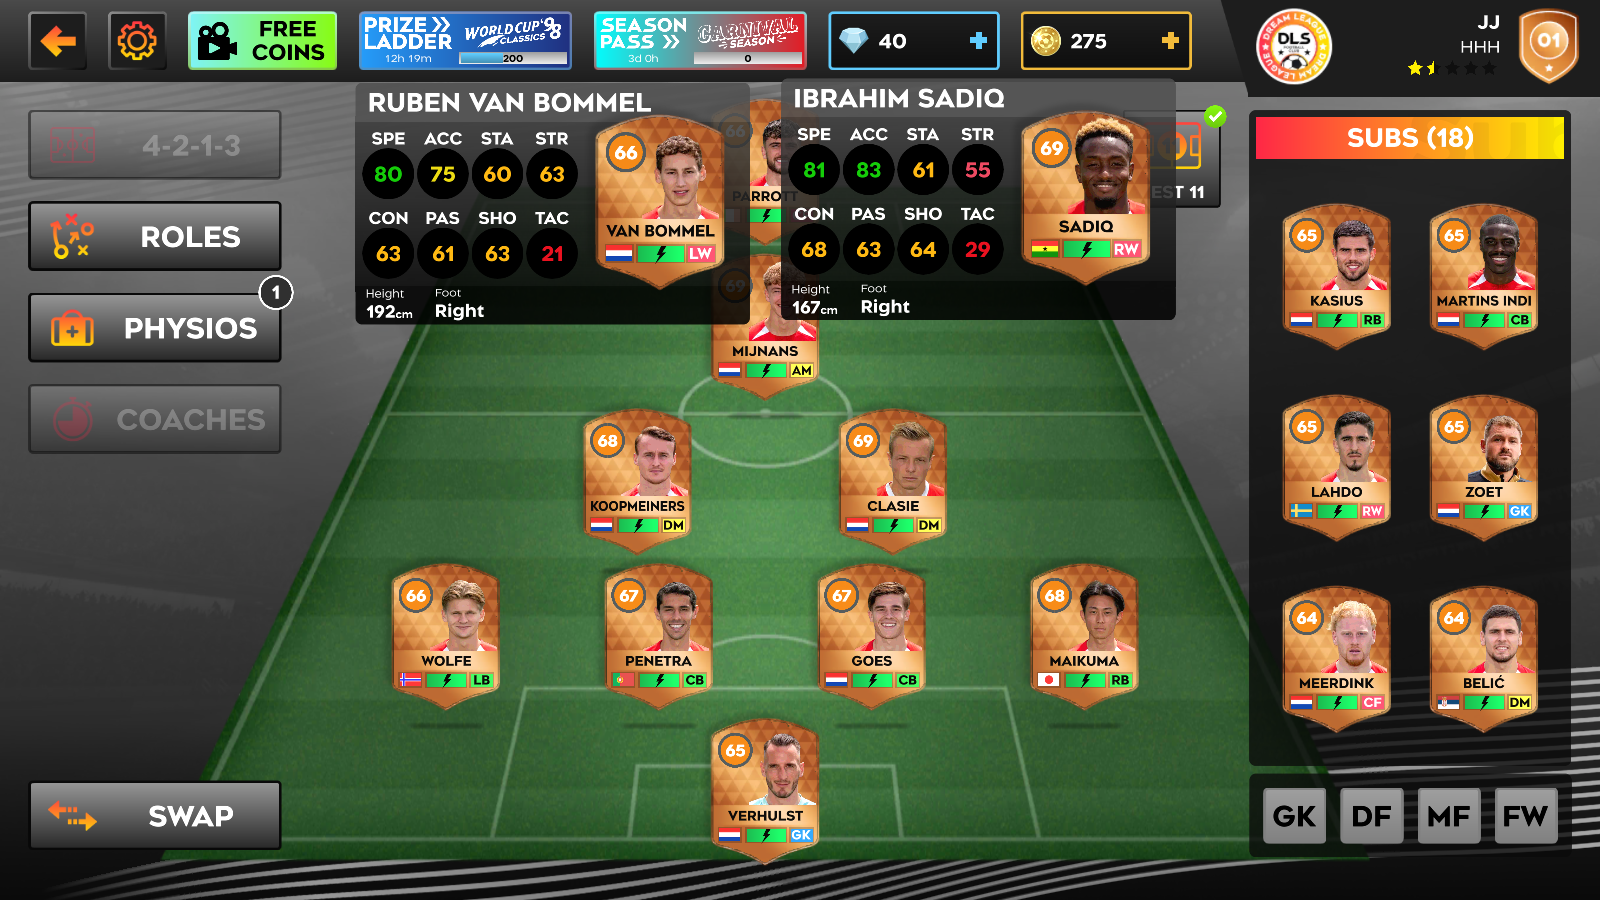 FREE
COINS
PRIZE
LADDER
12h 19m
WORLD CUP '98
CLASSICS
200
SEASON
PASS
3d 0h
CARNIVAL
SEASON
0
40
275
DREAM LEAGUE
DLS
JJ
HHH
01
4-2-1-3
ROLES
PHYSIOS
1
COACHES
SWAP
RUBEN VAN BOMMEL
SPE ACC STA STR
80 75 60 63
CON PAS SHO TAC
63 61 63 21
Height Foot
192cm Right
66
VAN BOMMEL
LW
66
PARROTT
IBRAHIM SADIQ
SPE ACC STA STR
81 83 61 55
CON PAS SHO TAC
68 63 64 29
Height Foot
167cm Right
69
SADIQ
RW
EST 11
69
MIJNANS
AM
68
KOOPMEINERS
DM
69
CLASIE
DM
66
WOLFE
LB
67
PENETRA
CB
67
GOES
CB
68
MAIKUMA
RB
65
VERHULST
GK
SUBS (18)
65
KASIUS
RB
65
MARTINS INDI
CB
65
LAHDO
RW
65
ZOET
GK
64
MEERDINK
CF
64
BELIĆ
DM
GK DF MF FW